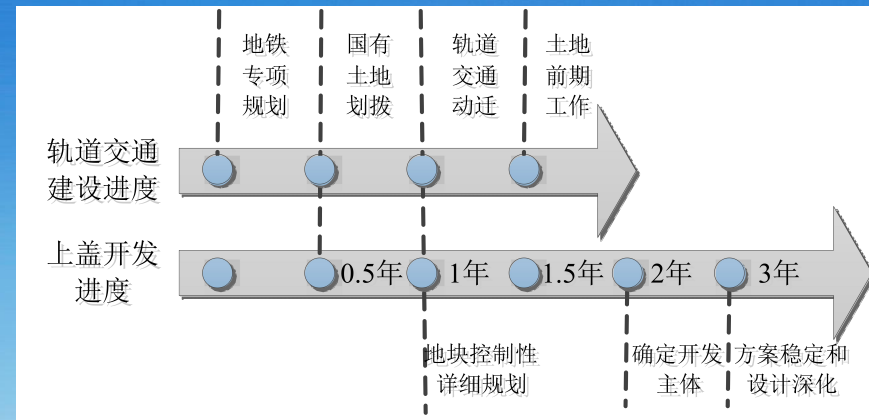 地铁
专项
规划
国有
土地
划拨
轨道
交通
动迁
土地
前期
工作
轨道交通
建设进度
上盖开发
进度
0.5年
1年
1.5年
2年
3年
地块控制性
详细规划
确定开发
主体
方案稳定和
设计深化